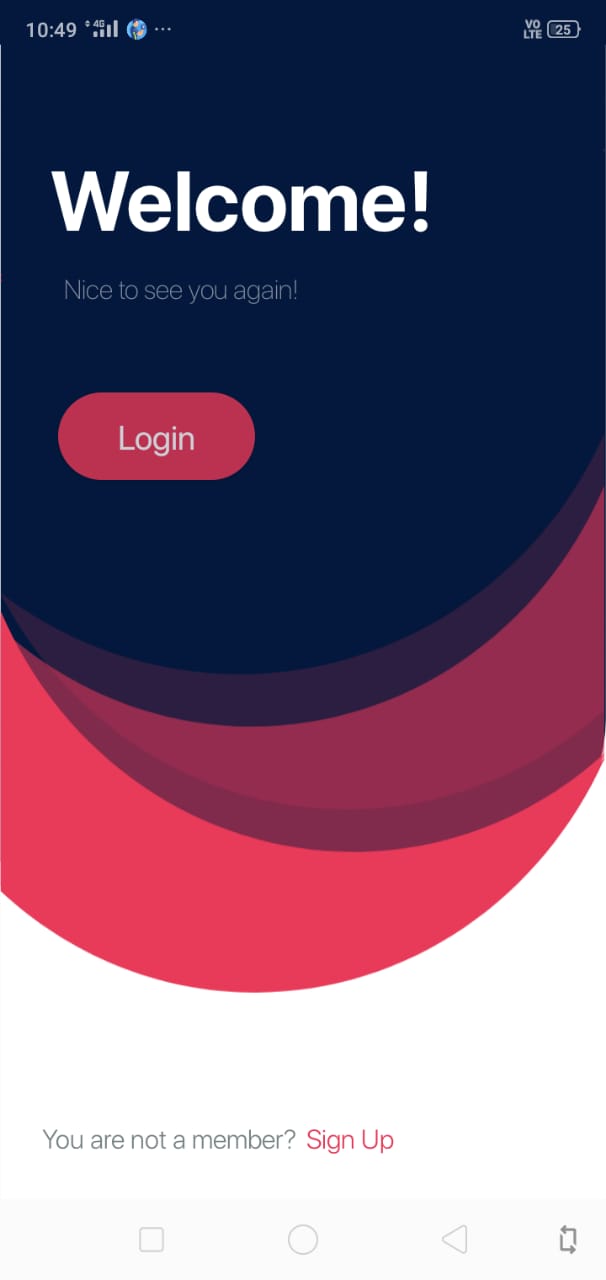 10:49 4G ... VO LTE 25
Welcome!
Nice to see you again!
Login
You are not a member? Sign Up